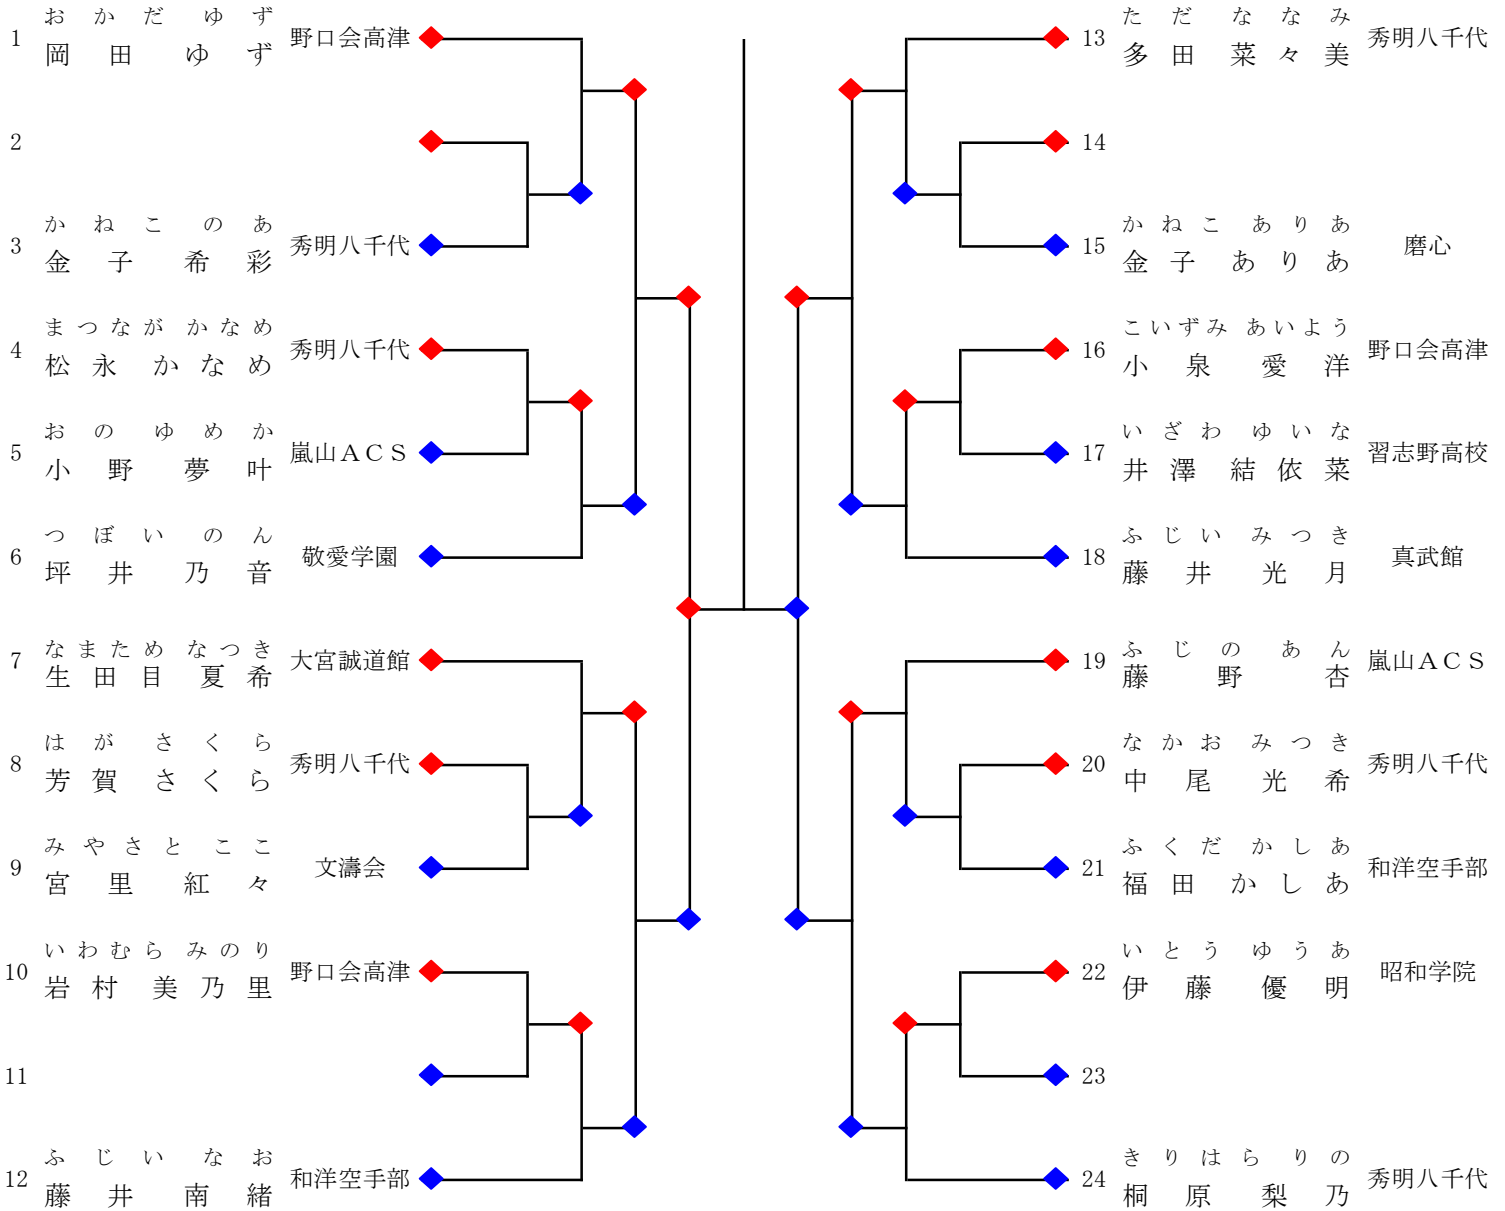 おかだ ゆず
1 岡田 ゆず 野口会高津
2
かねこ のあ
3 金子 希彩 秀明八千代
まつなが かなめ
4 松永 かなめ 秀明八千代
おの ゆめか
5 小野 夢叶 嵐山ＡＣＳ
つぼい のん
6 坪井 乃音 敬愛学園
なまため なつき
7 生田目 夏希 大宮誠道館
はが さくら
8 芳賀 さくら 秀明八千代
みやさと ここ
9 宮里 紅々 文濤会
いわむら みのり
10 岩村 美乃里 野口会高津
11
ふじい なお
12 藤井 南緒 和洋空手部
ただ ななみ
13 多田 菜々美 秀明八千代
14
かねこ ありあ
15 金子 ありあ 磨心
こいずみ あいよう
16 小泉 愛洋 野口会高津
いざわ ゆいな
17 井澤 結依菜 習志野高校
ふじい みつき
18 藤井 光月 真武館
ふじの あん
19 藤野 杏 嵐山ＡＣＳ
なかお みつき
20 中尾 光希 秀明八千代
ふくだ かしあ
21 福田 かしあ 和洋空手部
いとう ゆうあ
22 伊藤 優明 昭和学院
23
きりはら りの
24 桐原 梨乃 秀明八千代